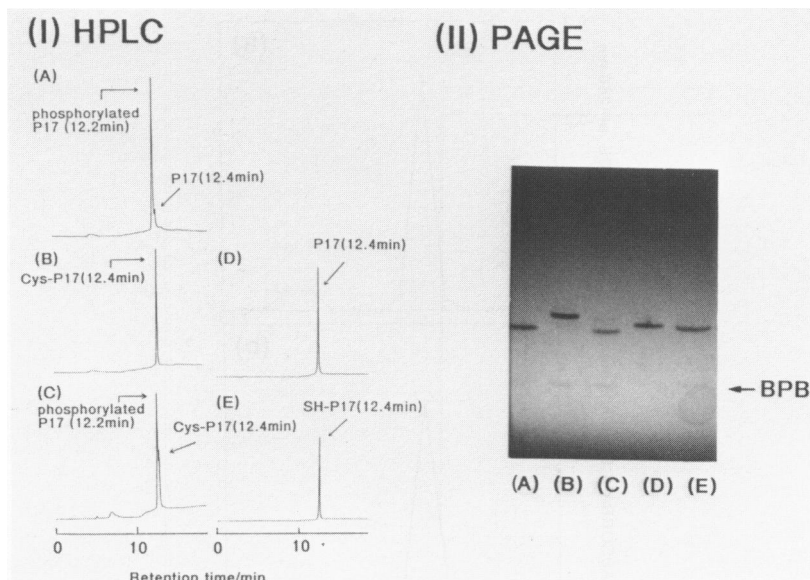 (I) HPLC
(II) PAGE
(A)
phosphorylated
P17 (12.2min)
P17(12.4min)
(B)
Cys-P17(12.4min)
(D)
P17(12.4min)
(C)
phosphorylated
P17 (12.2min)
Cys-P17(12.4min)
(E)
SH-P17(12.4min)
0 10
0 10
Retention time/min
BPB
(A) (B) (C) (D) (E)